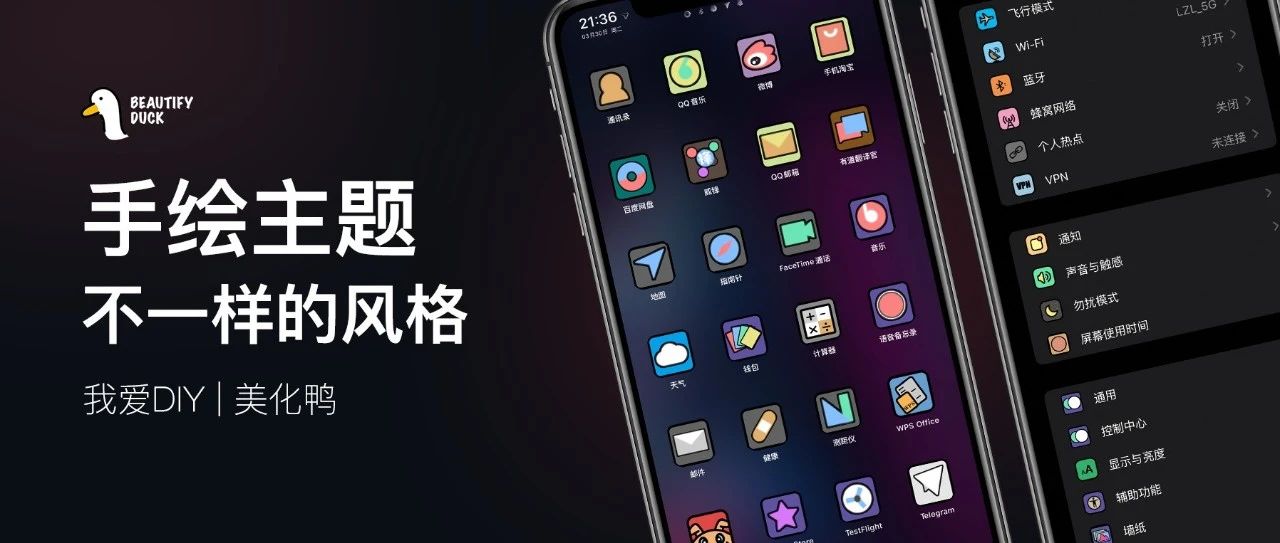 BEAUTIFY
DUCK
手绘主题
不一样的风格
我爱DIY｜美化鸭
21:36
通讯录
QQ音乐
微博
手机淘宝
百度网盘
威锋
QQ邮箱
有道翻译官
地图
指南针
FaceTime 通话
音乐
天气
钱包
计算器
语音备忘录
邮件
健康
测距仪
WPS Office
TestFlight
Telegram
飞行模式
Wi-Fi
LZL_5G
蓝牙
打开
蜂窝网络
个人热点
关闭
VPN
VPN
未连接
通知
声音与触感
勿扰模式
屏幕使用时间
通用
控制中心
AA
显示与亮度
辅助功能
墙纸